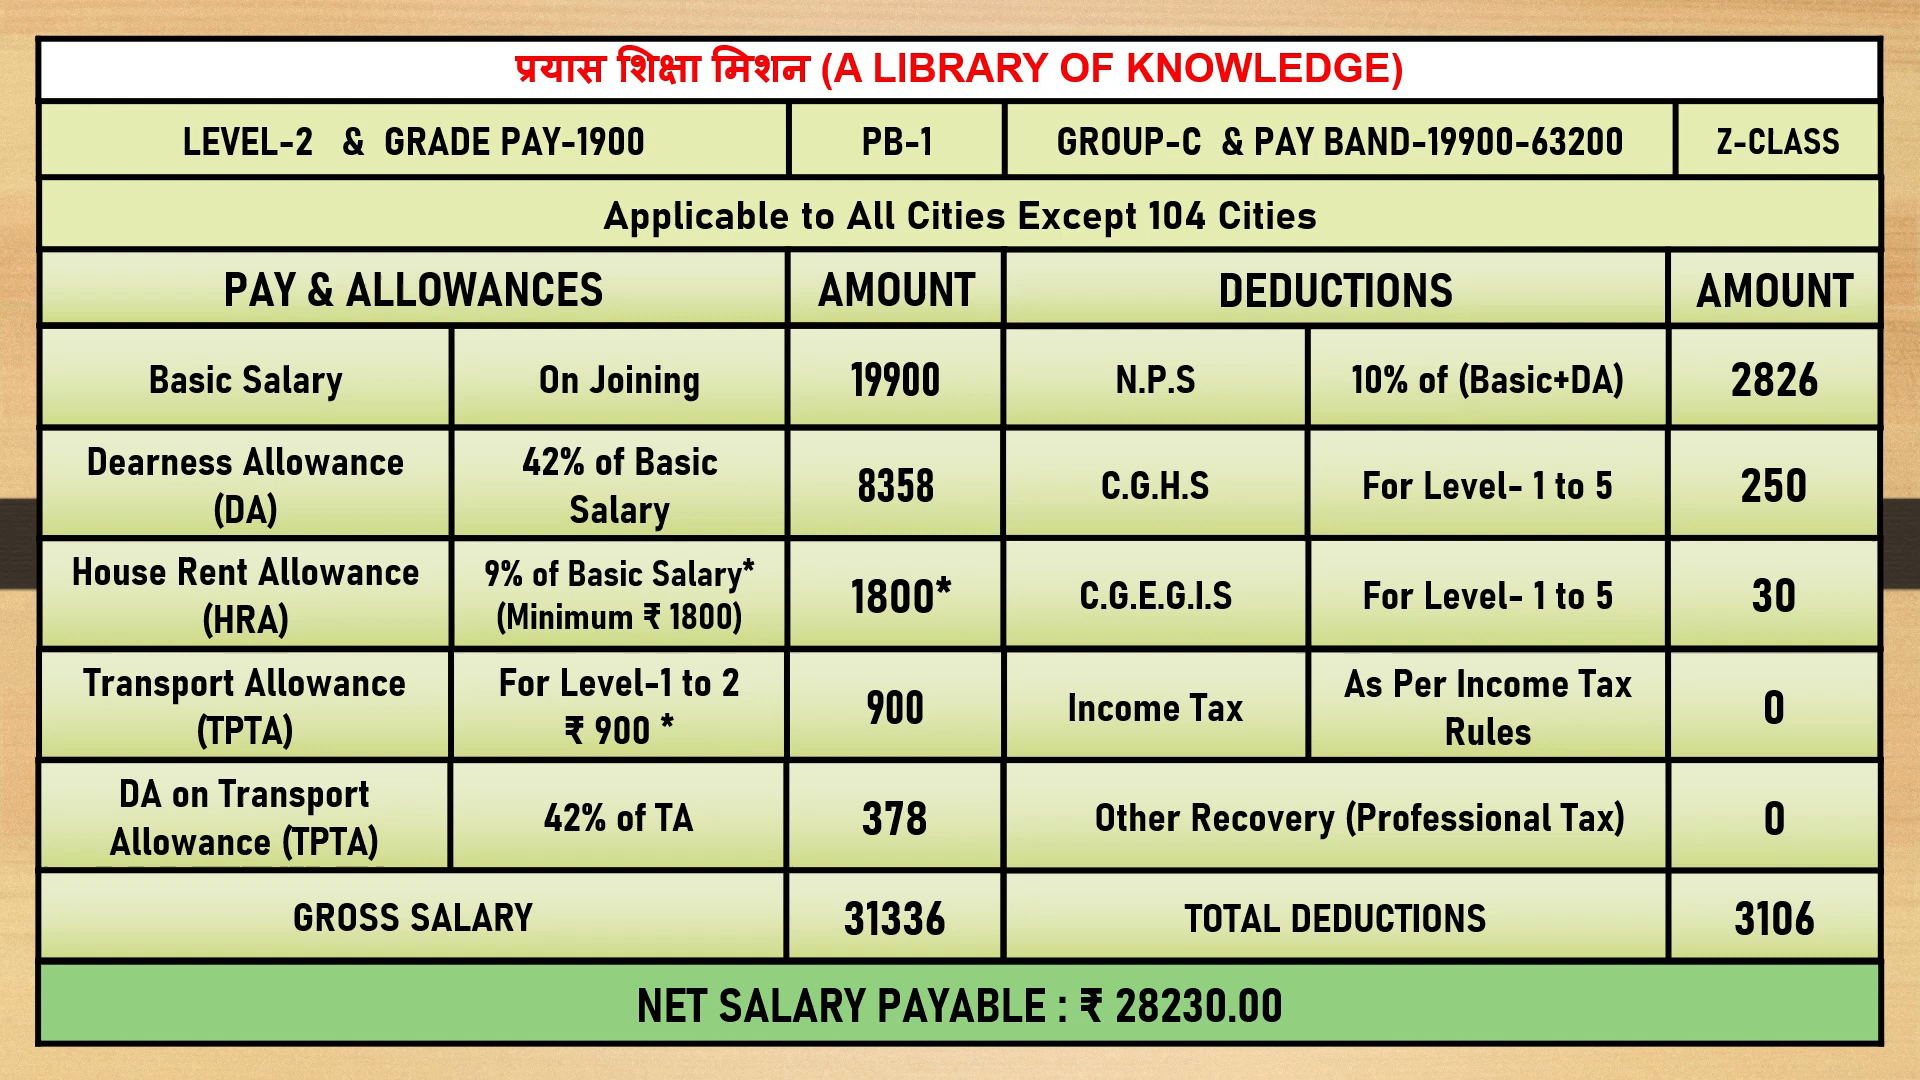 प्रयास शिक्षा मिशन (A LIBRARY OF KNOWLEDGE)
LEVEL-2 & GRADE PAY-1900 PB-1 GROUP-C & PAY BAND-19900-63200 Z-CLASS
Applicable to All Cities Except 104 Cities
PAY & ALLOWANCES AMOUNT DEDUCTIONS AMOUNT
Basic Salary On Joining 19900 N.P.S 10% of (Basic+DA) 2826
Dearness Allowance
(DA)
42% of Basic
Salary
8358
C.G.H.S
For Level- 1 to 5
250
House Rent Allowance
(HRA)
9% of Basic Salary*
(Minimum ₹ 1800)
1800*
C.G.E.G.I.S
For Level- 1 to 5
30
Transport Allowance
(TPTA)
For Level-1 to 2
₹ 900 *
900
Income Tax
As Per Income Tax
Rules
0
DA on Transport
Allowance (TPTA)
42% of TA
378
Other Recovery (Professional Tax)
0
GROSS SALARY 31336 TOTAL DEDUCTIONS 3106
NET SALARY PAYABLE : ₹ 28230.00